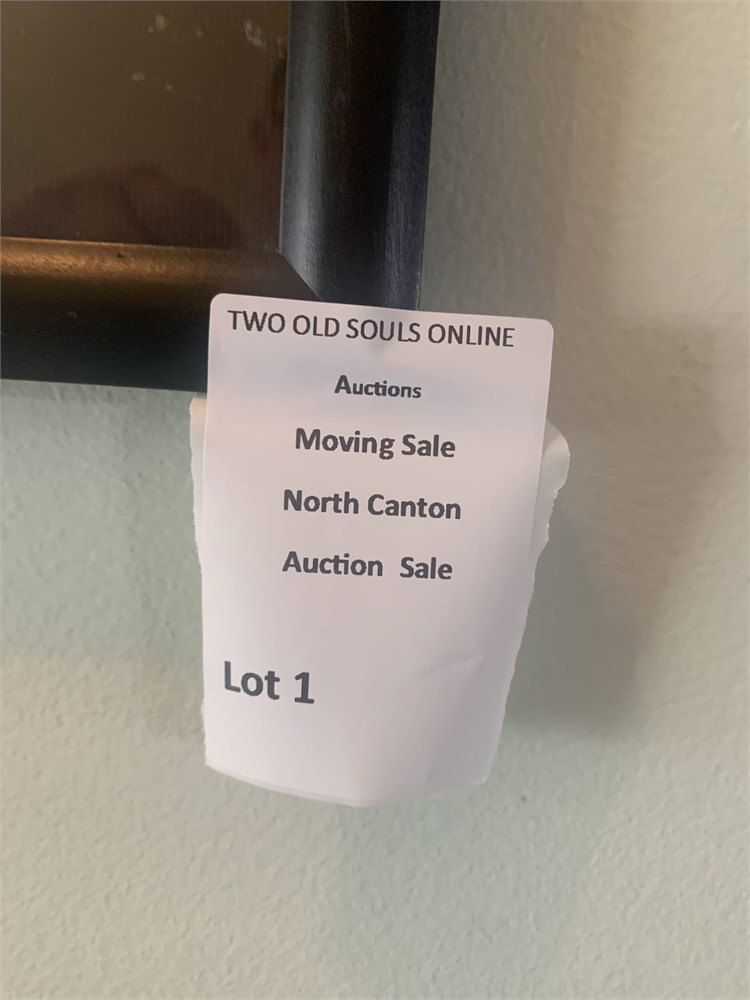 TWO OLD SOULS ONLINE
Auctions
Moving Sale
North Canton
Auction Sale
Lot 1